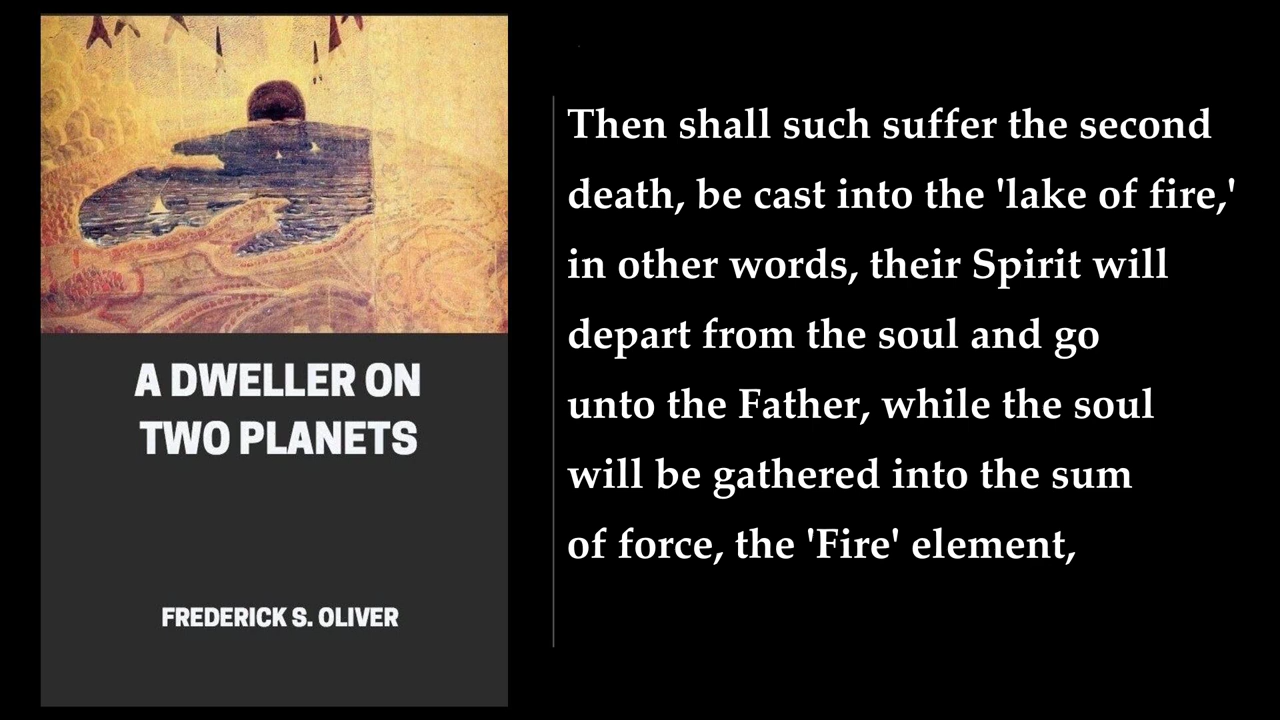 A DWELLER ON
TWO PLANETS
FREDERICK S. OLIVER
Then shall such suffer the second
death, be cast into the 'lake of fire,'
in other words, their Spirit will
depart from the soul and go
unto the Father, while the soul
will be gathered into the sum
of force, the 'Fire' element,